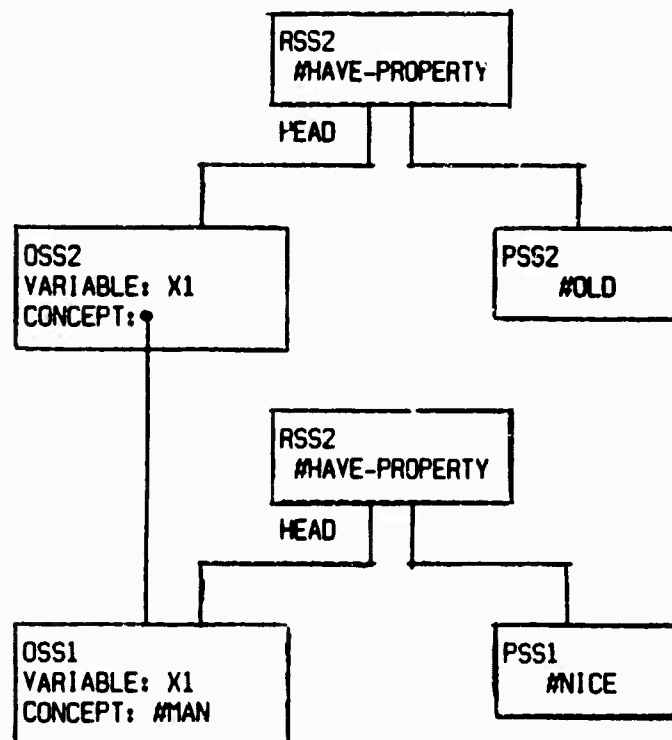 RSS2
#HAVE-PROPERTY
HEAD
OSS2
VARIABLE: X1
CONCEPT:
PSS2
#OLD
RSS2
#HAVE-PROPERTY
HEAD
OSS1
VARIABLE: X1
CONCEPT: #MAN
PSS1
#NICE